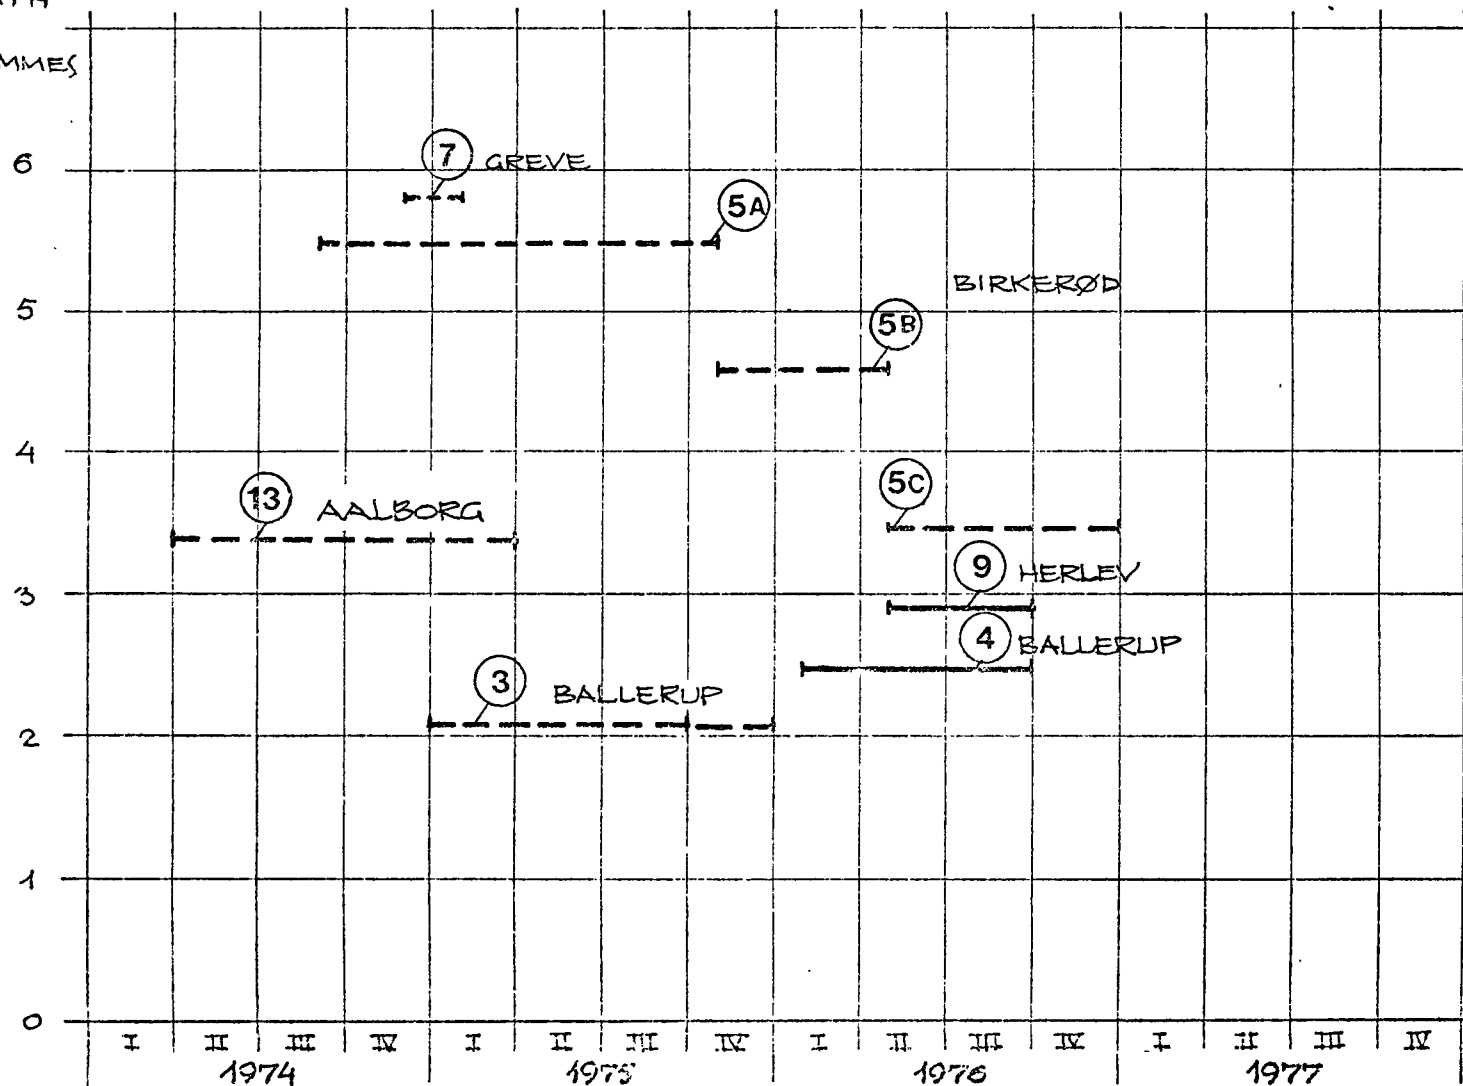 MMES
7 GREVE
6
5A
BIRKERØD
5
5B
4
5C
13 AALBORG
9 HERLEV
3
4 BALLERUP
3 BALLERUP
2
1
0
I II III IV I II III IV I II III IV I II III IV
1974 1975 1976 1977